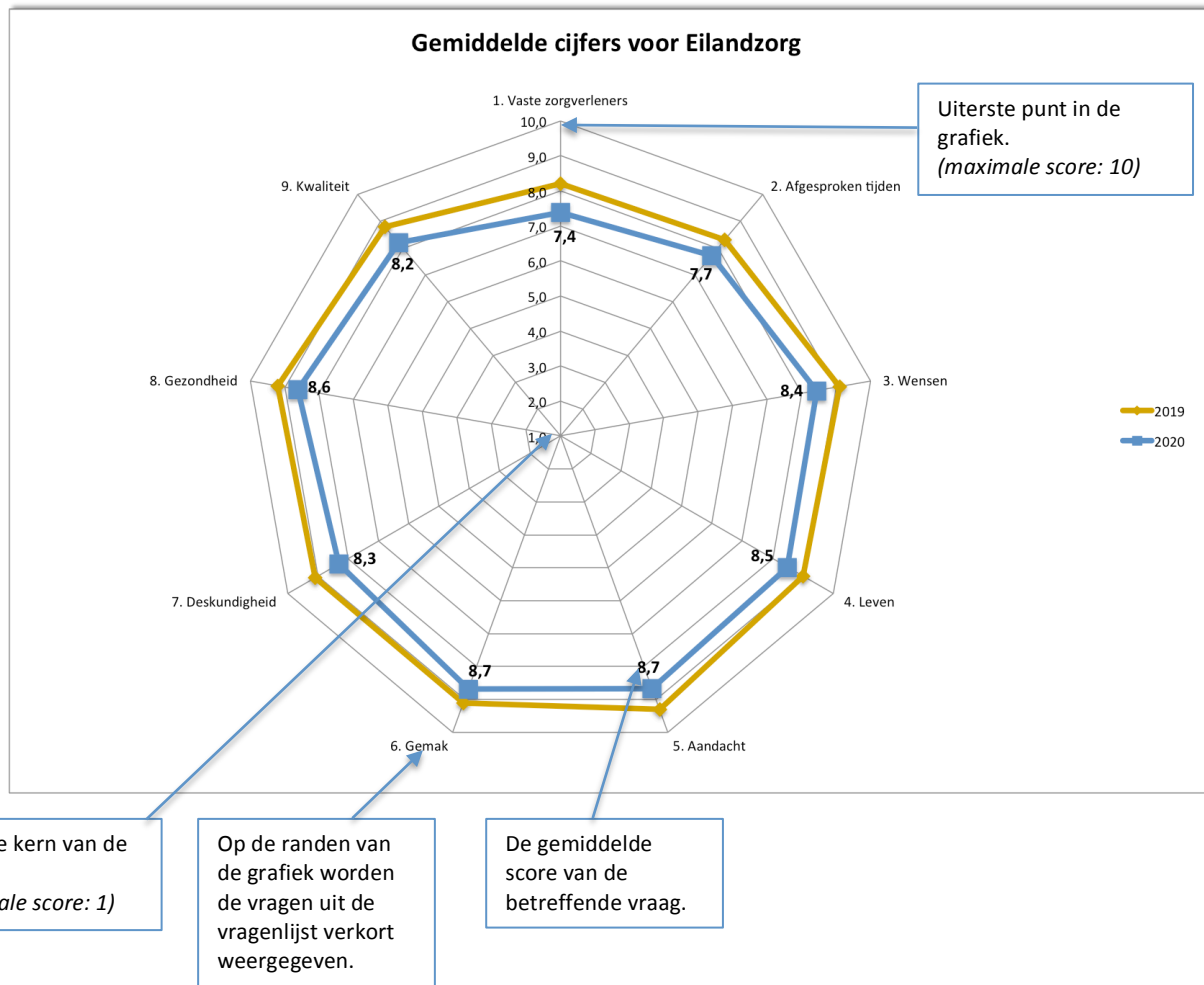 Gemiddelde cijfers voor Eilandzorg
1. Vaste zorgverleners
2. Afgesproken tijden
3. Wensen
4. Leven
5. Aandacht
6. Gemak
7. Deskundigheid
8. Gezondheid
9. Kwaliteit
10,0
9,0
8,0
7,0
6,0
5,0
4,0
3,0
2,0
1,0
7,4
7,7
8,4
8,5
8,7
8,7
8,3
8,6
8,2
2019
2020
Uiterste punt in de
grafiek.
(maximale score: 10)
kern van de
score: 1)
Op de randen van
de grafiek worden
de vragen uit de
vragenlijst verkort
weergegeven.
De gemiddelde
score van de
betreffende vraag.